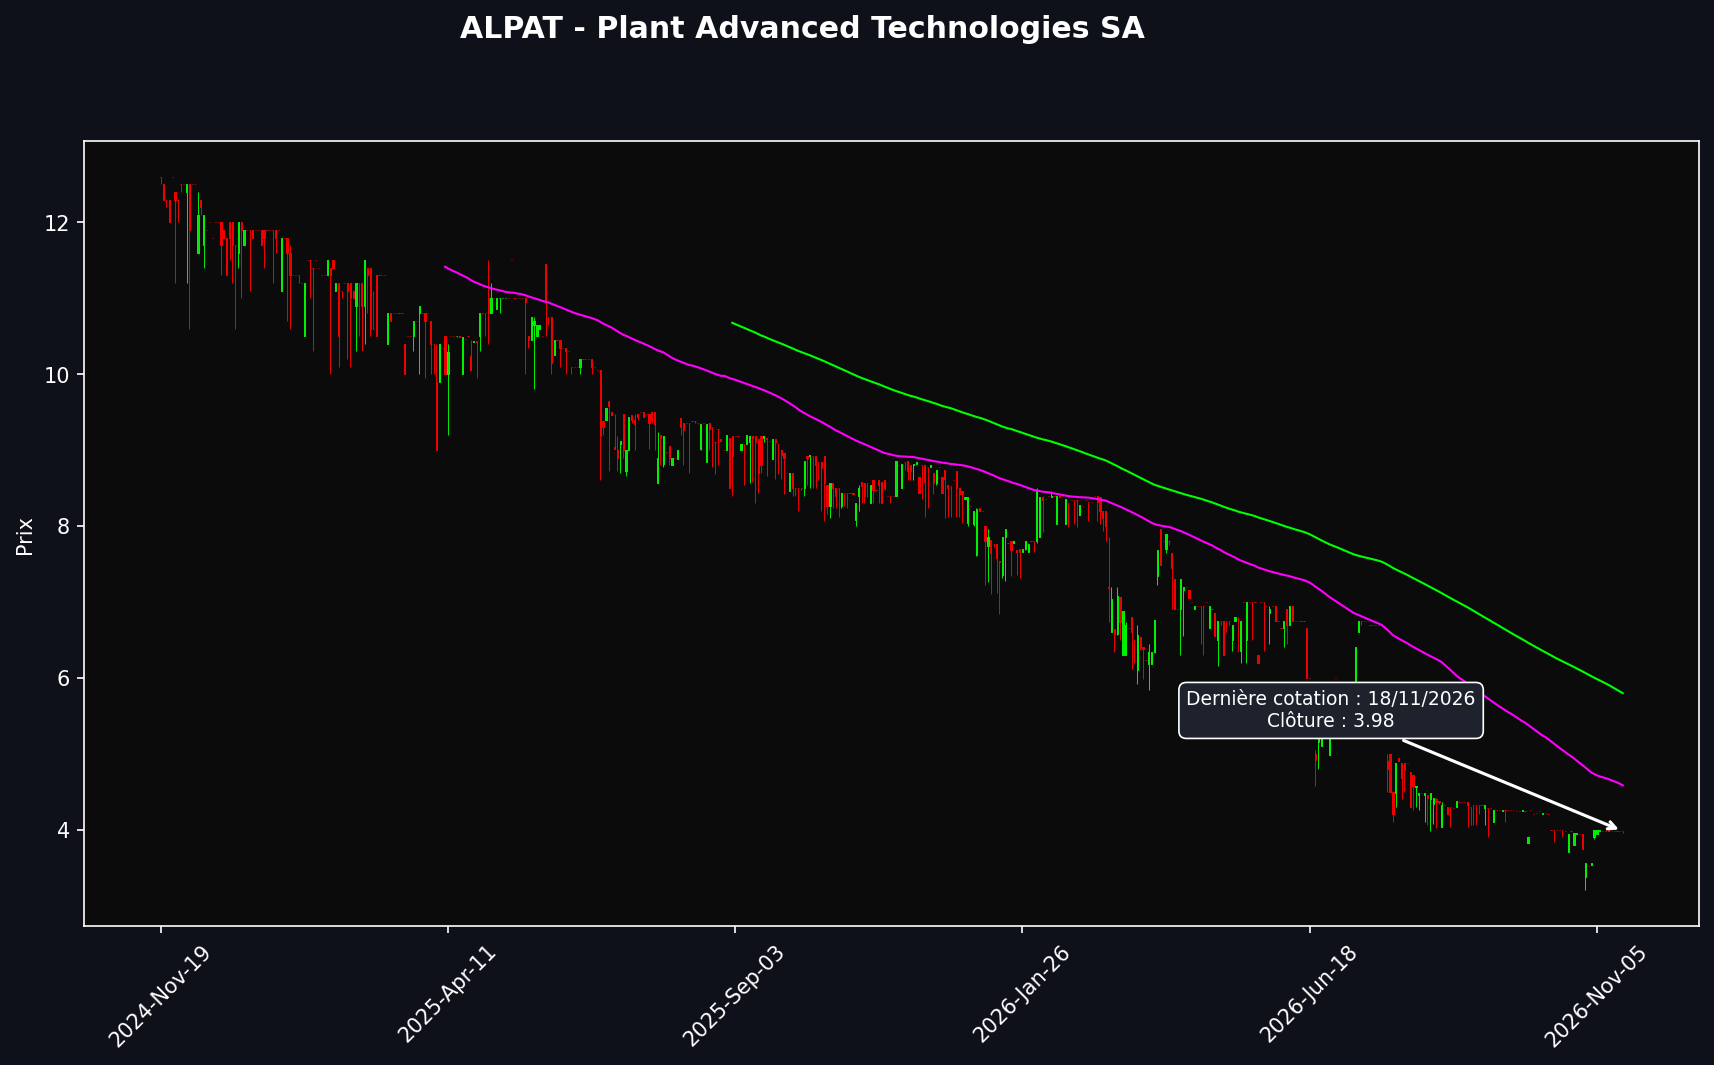 ALPAT - Plant Advanced Technologies SA
Prix
12
10
8
6
4
Dernière cotation : 18/11/2026
Clôture : 3.98
2024-Nov-19
2025-Apr-11
2025-Sep-03
2026-Jan-26
2026-Jun-18
2026-Nov-05